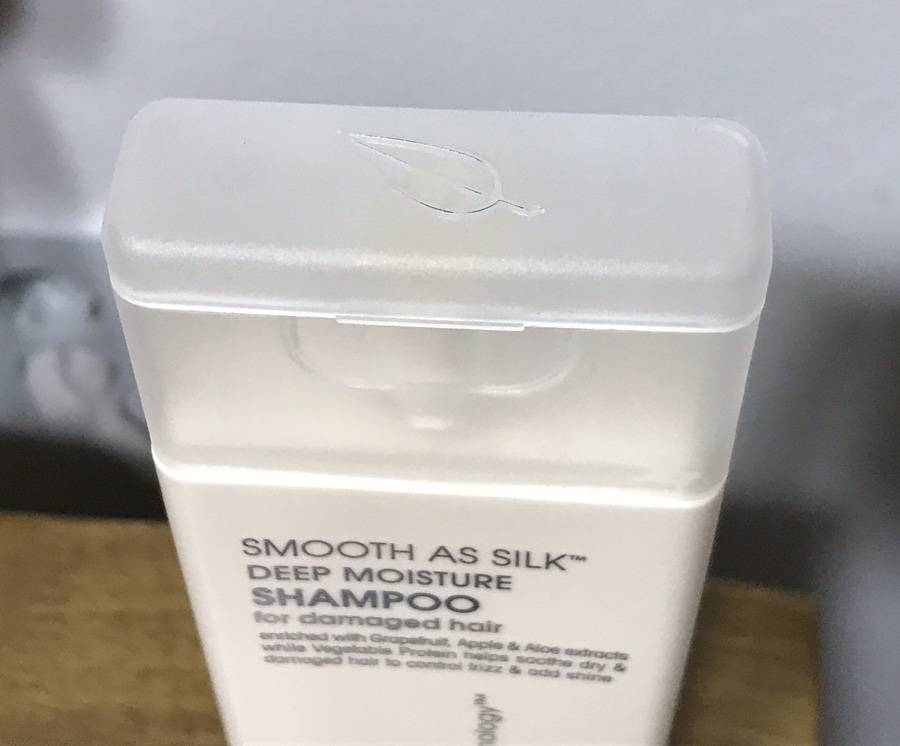 SMOOTH AS SILK™
DEEP MOISTURE
SHAMPOO
for damaged hair
enriched with Grapefruit, Apple & Aloe extracts
while Vegetable Protein helps soothe dry &
damaged hair to control frizz & add shine